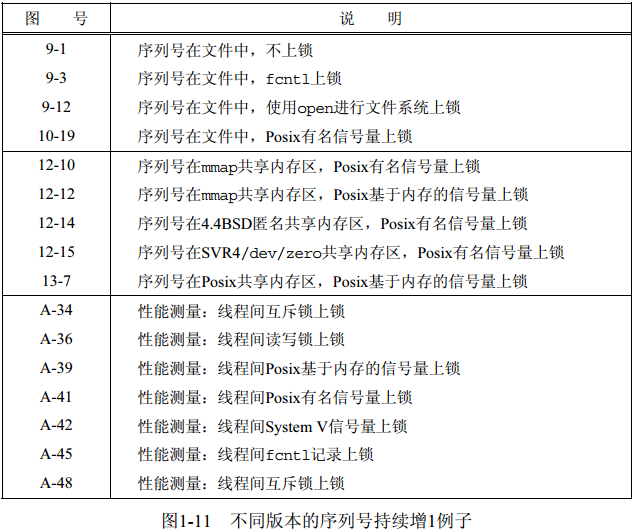 图 号 说 明
9-1 序列号在文件中，不上锁
9-3 序列号在文件中，fcntl上锁
9-12 序列号在文件中，使用open进行文件系统上锁
10-19 序列号在文件中，Posix有名信号量上锁
12-10 序列号在mmap共享内存区，Posix有名信号量上锁
12-12 序列号在mmap共享内存区，Posix基于内存的信号量上锁
12-14 序列号在4.4BSD匿名共享内存区，Posix有名信号量上锁
12-15 序列号在SVR4/dev/zero共享内存区，Posix有名信号量上锁
13-7 序列号在Posix共享内存区，Posix基于内存的信号量上锁
A-34 性能测量：线程间互斥锁上锁
A-36 性能测量：线程间读写锁上锁
A-39 性能测量：线程间Posix基于内存的信号量上锁
A-41 性能测量：线程间Posix有名信号量上锁
A-42 性能测量：线程间System V信号量上锁
A-45 性能测量：线程间fcntl记录上锁
A-48 性能测量：线程间互斥锁上锁
图1-11 不同版本的序列号持续增1例子